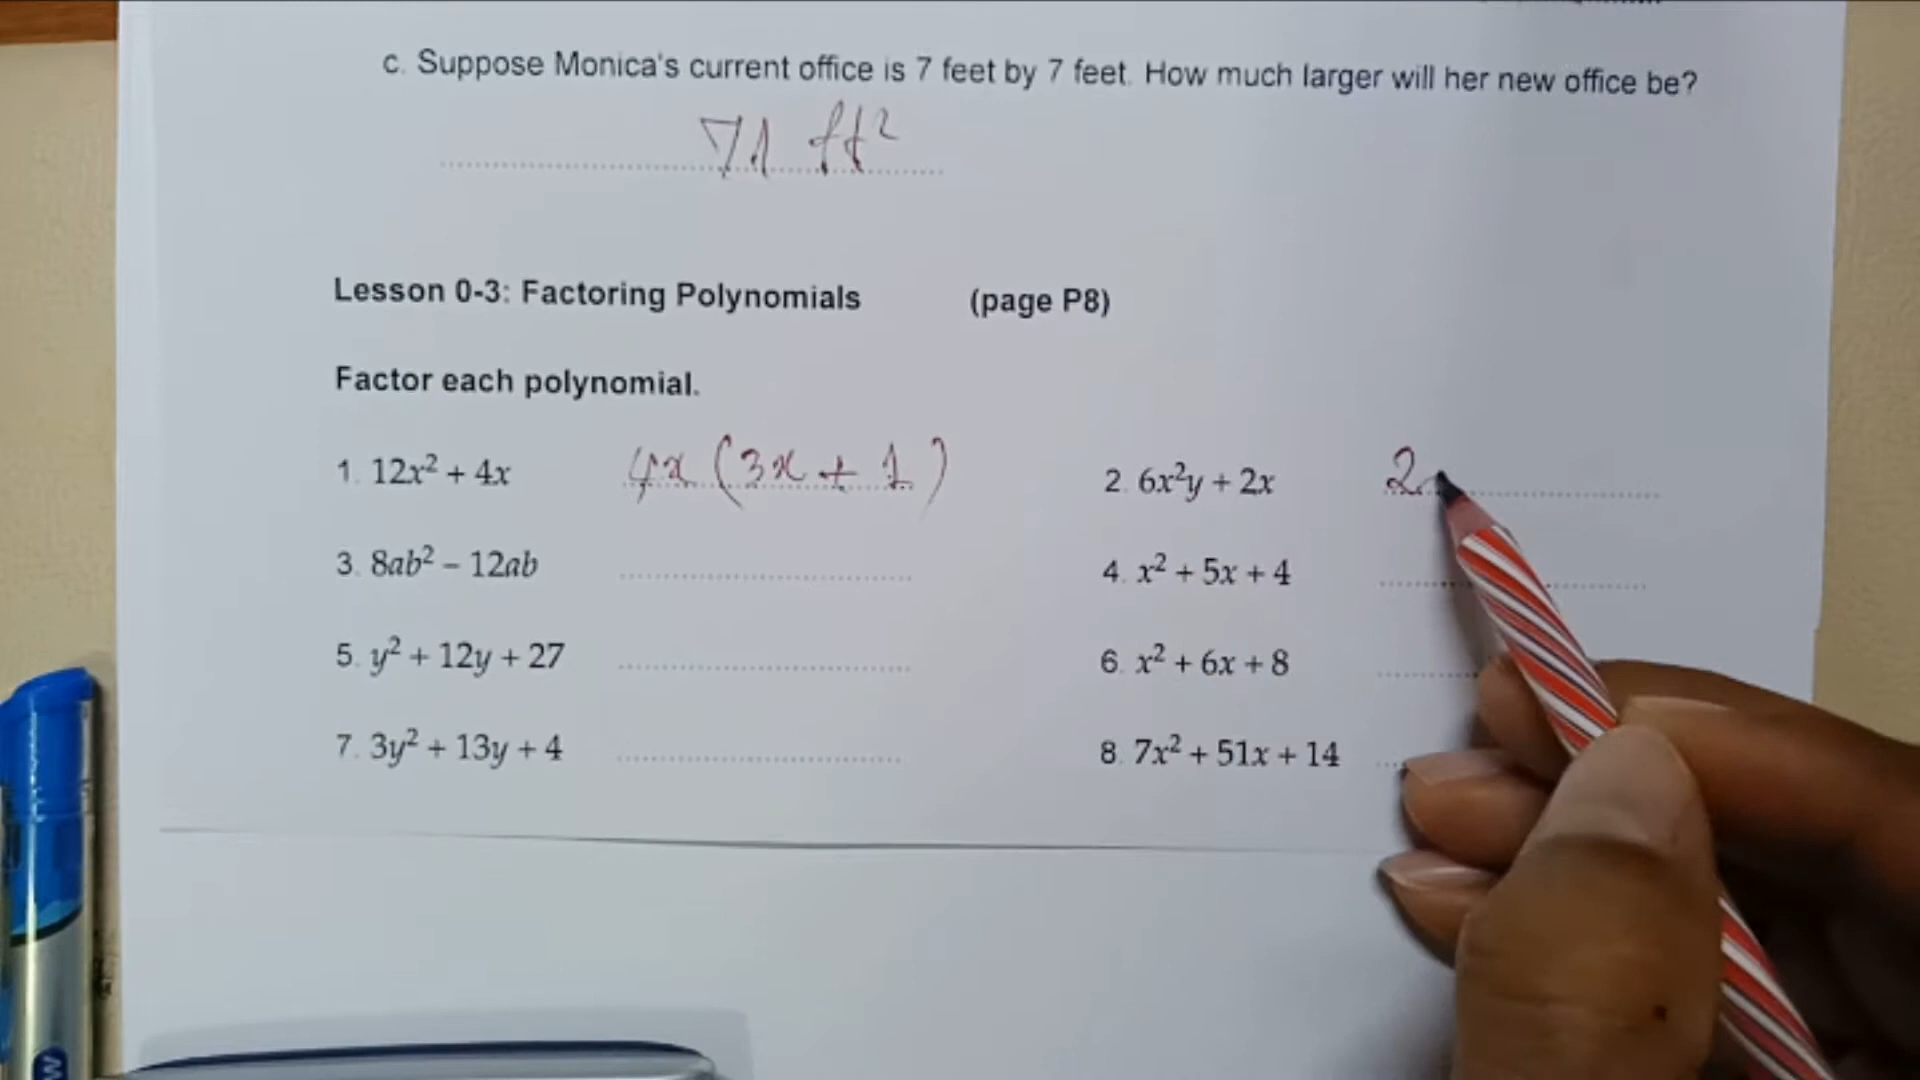 c. Suppose Monica's current office is 7 feet by 7 feet. How much larger will her new office be?
71 ft²
Lesson 0-3: Factoring Polynomials (page P8)
Factor each polynomial.
1. 12x² + 4x 4x (3x + 1) 2. 6x²y + 2x 2
3. 8ab² – 12ab 4. x² + 5x + 4
5. y² + 12y + 27 6. x² + 6x + 8
7. 3y² + 13y + 4 8. 7x² + 51x + 14